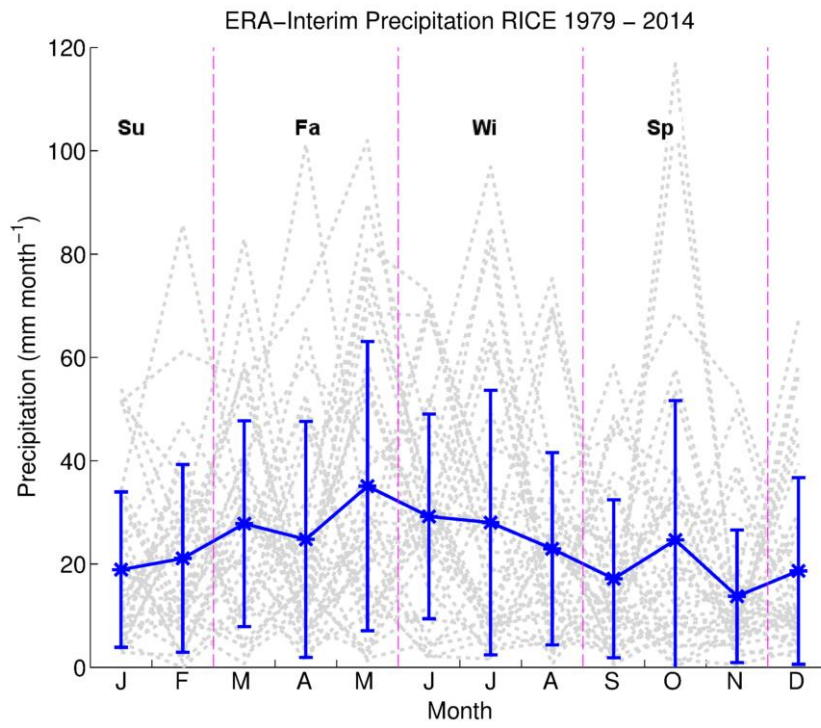 ERA−Interim Precipitation RICE 1979 − 2014
120
100
80
60
40
20
0
Precipitation (mm month⁻¹)
Su Fa Wi Sp
J F M A M J J A S O N D
Month